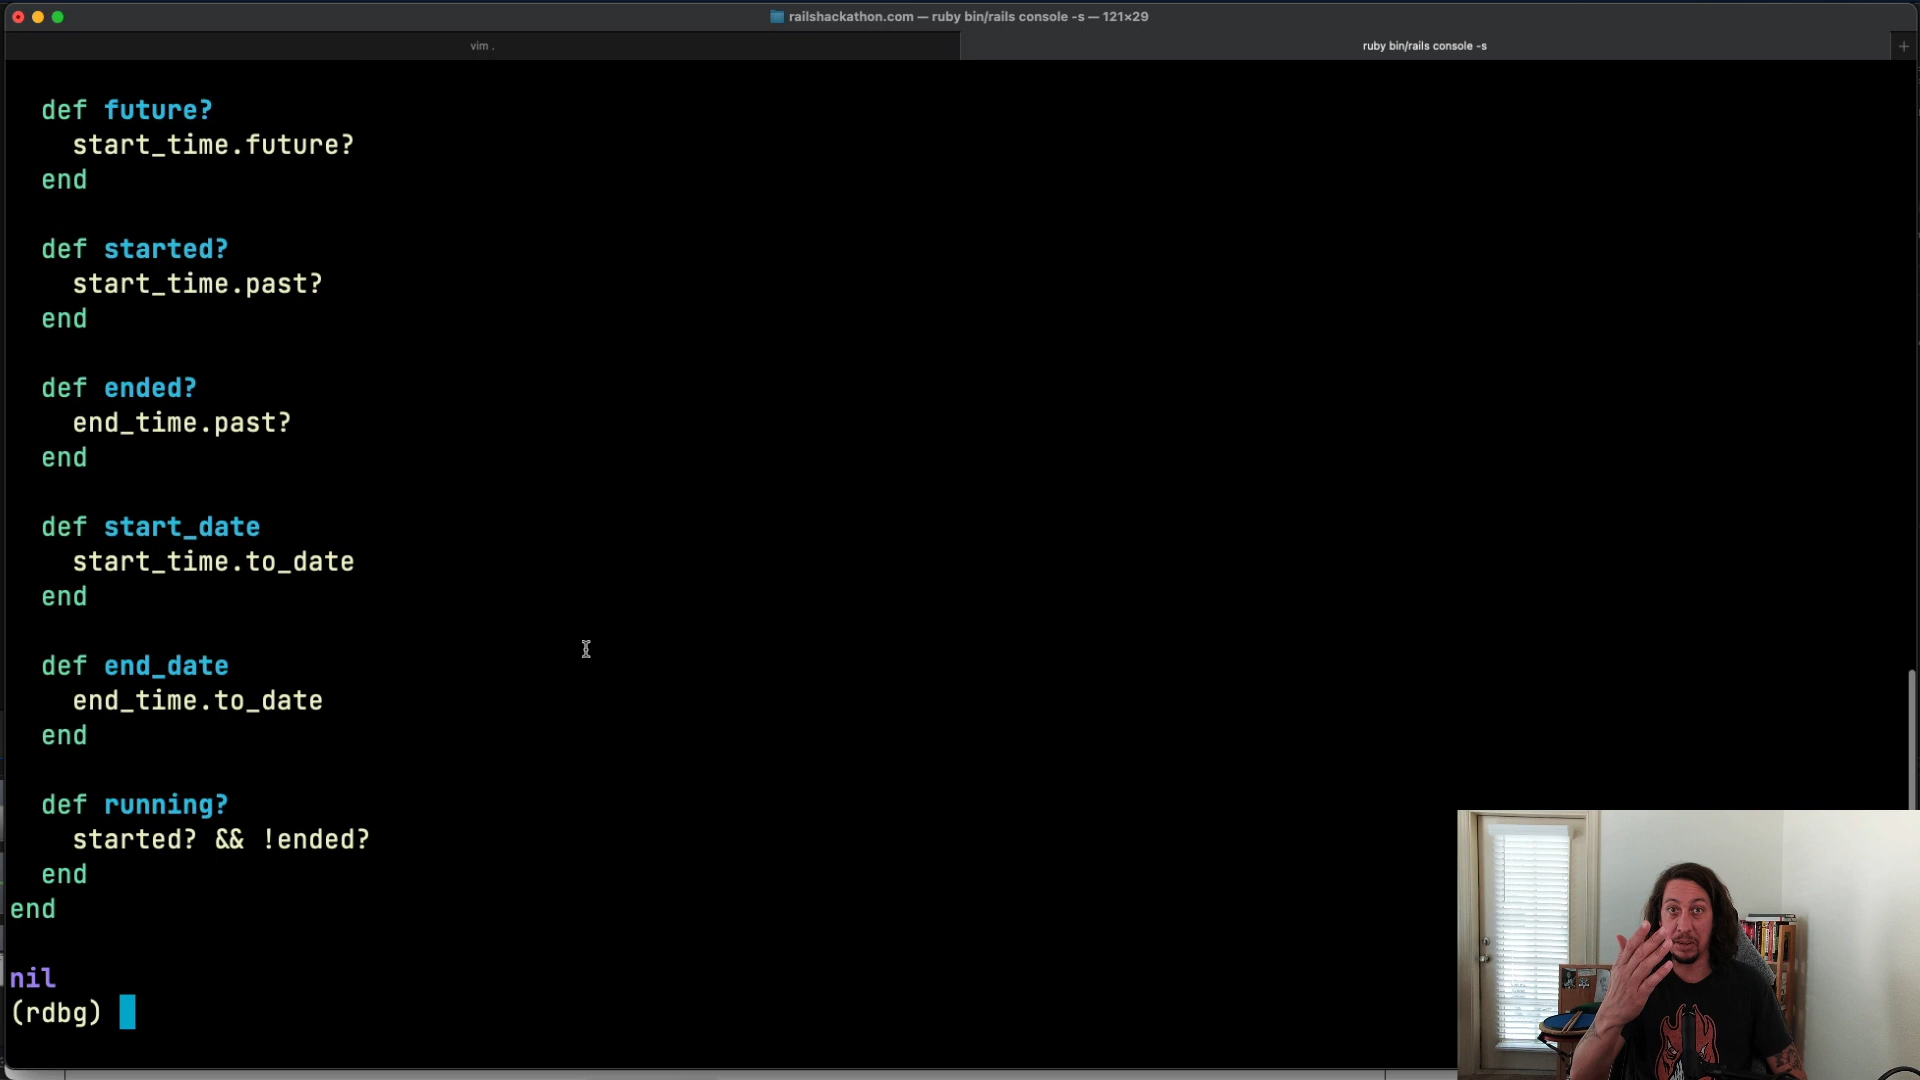 railshackathon.com — ruby bin/rails console -s — 121×29
vim .
ruby bin/rails console -s
def future?
start_time.future?
end
def started?
start_time.past?
end
def ended?
end_time.past?
end
def start_date
start_time.to_date
end
def end_date
end_time.to_date
end
def running?
started? && !ended?
end
end
nil
(rdbg)